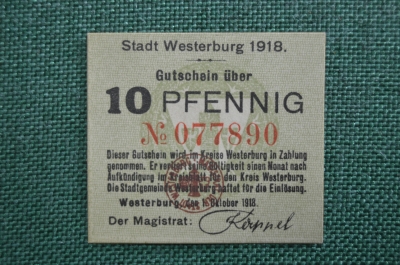 Stadt Westerburg 1918.
Gutschein über
10 PFENNIG
№ 077890
Dieser Gutschein wird im Kreise Westerburg in Zahlung
genommen. Er verliert seine Gültigkeit einen Monat nach
Aufkündigung im Kreisblatt für den Kreis Westerburg.
Die Stadtgemeinde Westerburg haftet für die Einlösung.
Westerburg, den 1. Oktober 1918.
Der Magistrat: Kappel